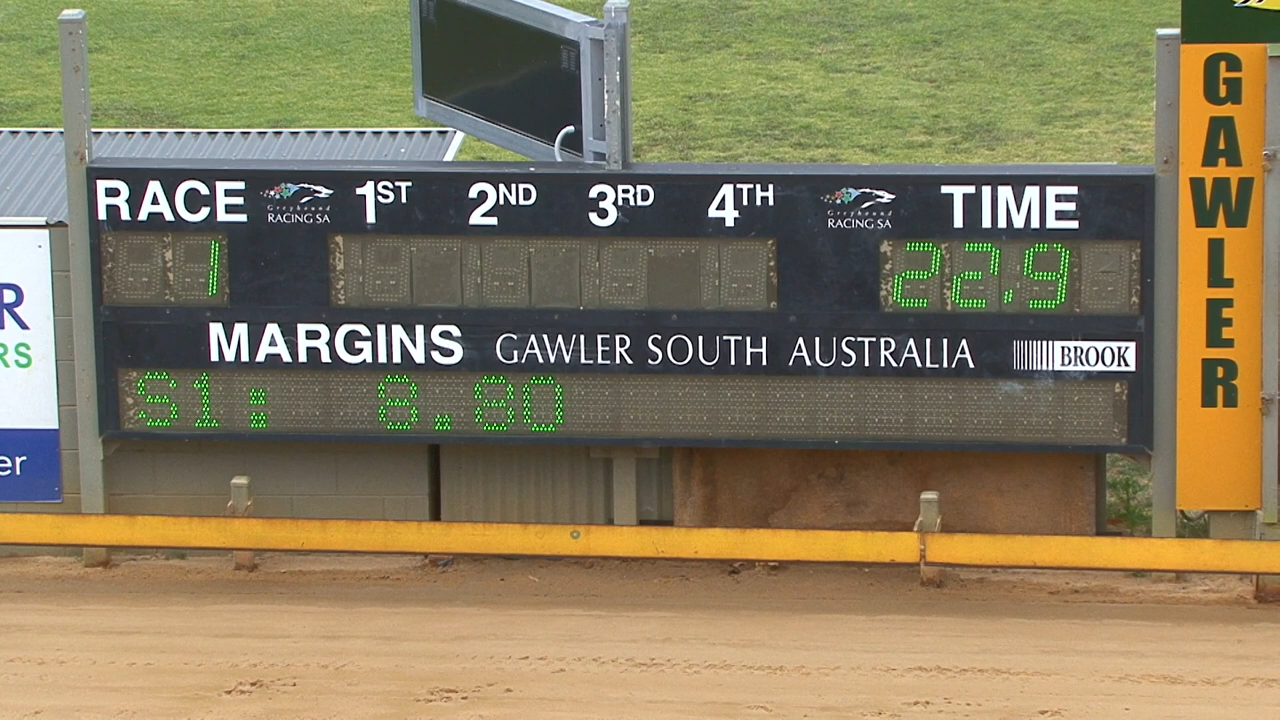 RACE Greyhound RACING SA 1ST 2ND 3RD 4TH Greyhound RACING SA TIME
1 22.9
MARGINS GAWLER SOUTH AUSTRALIA BROOK
S1: 8.80
GAWLER
R
RS
er